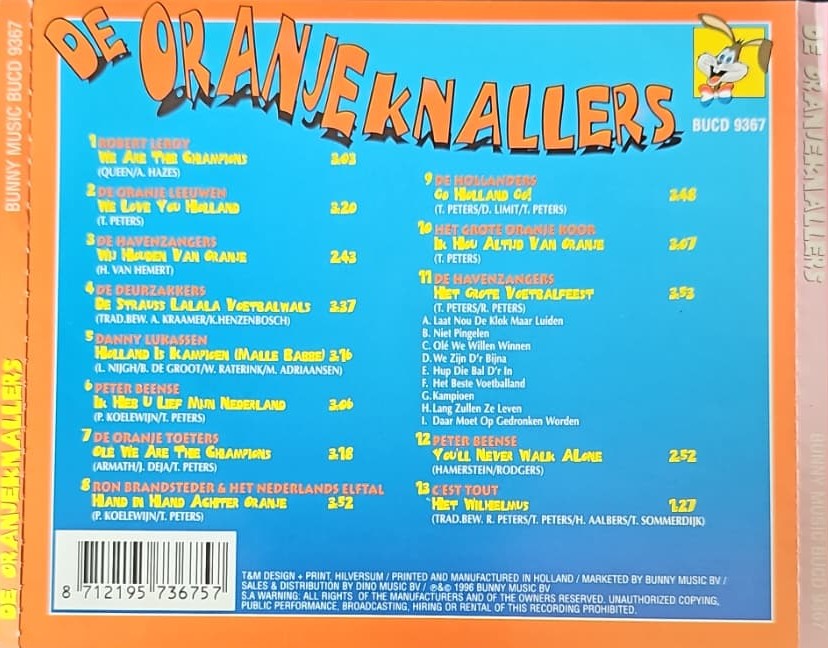 DE ORANJEKNALLERS
BUCD 9367
1 ROBERT LEROY
WE ARE THE CHAMPIONS 3.03
(QUEEN/A. HAZES)
2 DE ORANJE LEEUWEN
WE LOVE YOU HOLLAND 3.20
(T. PETERS)
3 DE HAVENZANGERS
WIJ HOUDEN VAN ORANJE 2.43
(H. VAN HEMERT)
4 DE DEURZAKKERS
DE STRAUSS LALALA VOETBALWALS 3.37
(TRAD.BEW. A. KRAAMER/K.HENZENBOSCH)
5 DANNY LUKASSEN
HOLLAND IS KAMPIOEN (MALLE BABBE) 3.16
(L. NIJGH/B. DE GROOT/W. RATERINK/M. ADRIAANSEN)
6 PETER BEENSE
IK HEB U LIEF MIJN NEDERLAND 3.06
(P. KOELEWIJN/T. PETERS)
7 DE ORANJE TOETERS
OLE WE ARE THE CHAMPIONS 3.18
(ARMATH/J. DEJA/T. PETERS)
8 RON BRANDSTEDER & HET NEDERLANDS ELFTAL
HAND IN HAND ACHTER ORANJE 3.52
(P. KOELEWIJN/T. PETERS)
9 DE HOLLANDERS
GO HOLLAND GO! 3.48
(T. PETERS/D. LIMIT/T. PETERS)
10 HET GROTE ORANJE KOOR
IK HOU ALTIJD VAN ORANJE 3.07
(T. PETERS)
11 DE HAVENZANGERS
HET GROTE VOETBALFEEST 3.53
(T. PETERS/R. PETERS)
A. Laat Nou De Klok Maar Luiden
B. Niet Pingelen
C. Olé We Willen Winnen
D. We Zijn D'r Bijna
E. Hup Die Bal D'r In
F. Het Beste Voetballand
G. Kampioen
H. Lang Zullen Ze Leven
I. Daar Moet Op Gedronken Worden
12 PETER BEENSE
YOU'LL NEVER WALK ALONE 2.52
(HAMERSTEIN/RODGERS)
13 C'EST TOUT
'HET WILHELMUS 1.27
(TRAD.BEW. R. PETERS/T. PETERS/H. AALBERS/T. SOMMERDIJK)
8 712195 736757
T&M DESIGN + PRINT, HILVERSUM / PRINTED AND MANUFACTURED IN HOLLAND / MARKETED BY BUNNY MUSIC BV /
SALES & DISTRIBUTION BY DINO MUSIC BV / ℗&© 1996 BUNNY MUSIC BV /
S.A WARNING: ALL RIGHTS OF THE MANUFACTURERS AND OF THE OWNERS RESERVED. UNAUTHORIZED COPYING,
PUBLIC PERFORMANCE, BROADCASTING, HIRING OR RENTAL OF THIS RECORDING PROHIBITED.
DE ORANJEKNALLERS
BUNNY MUSIC BUCD 9367
DE ORANJEKNALLERS
BUNNY MUSIC BUCD 9367